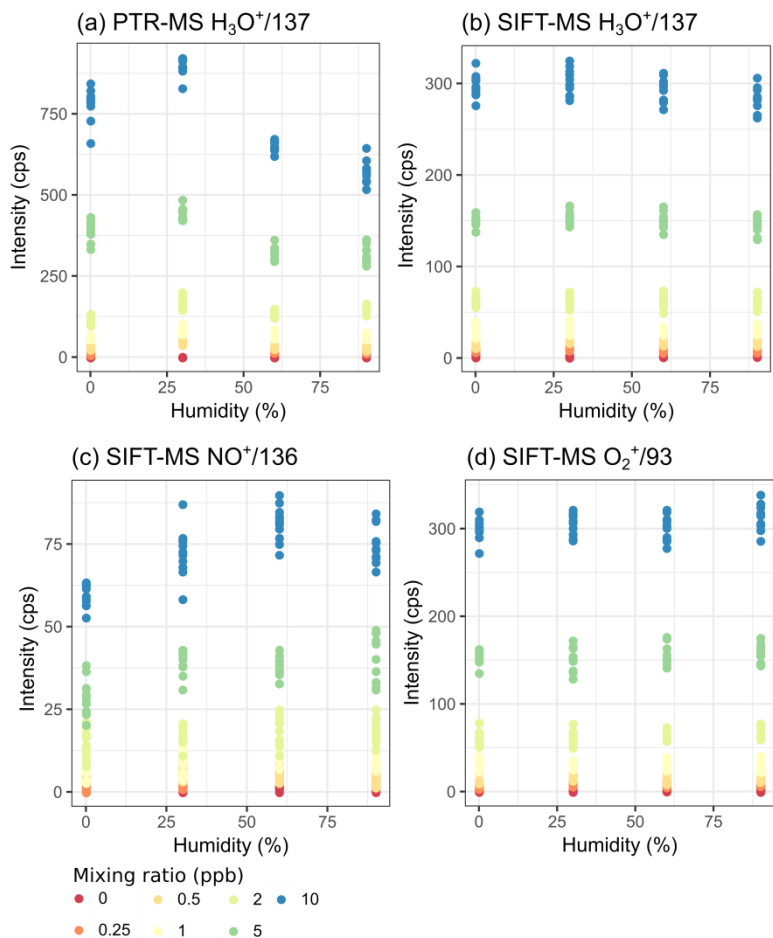 (a) PTR-MS H₃O⁺/137
Intensity (cps)
750
500
250
0
0 25 50 75
Humidity (%)
(b) SIFT-MS H₃O⁺/137
Intensity (cps)
300
200
100
0
0 25 50 75
Humidity (%)
(c) SIFT-MS NO⁺/136
Intensity (cps)
75
50
25
0
0 25 50 75
Humidity (%)
(d) SIFT-MS O₂⁺/93
Intensity (cps)
300
200
100
0
0 25 50 75
Humidity (%)
Mixing ratio (ppb)
0 0.5 2 10
0.25 1 5